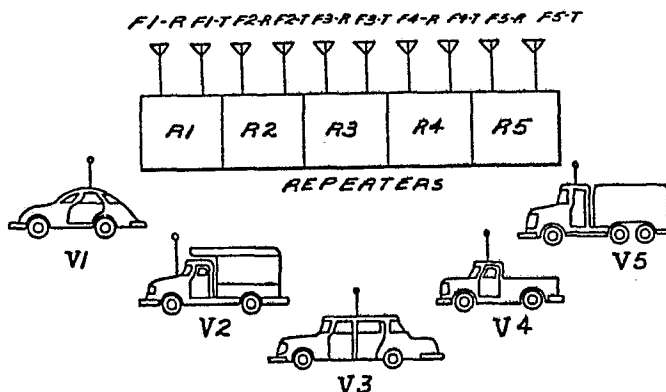 F1-R F1-T F2-R F2-T F3-R F3-T F4-R F4-T F5-R F5-T
R1 R2 R3 R4 R5
REPEATERS
V1
V5
V2
V4
V3